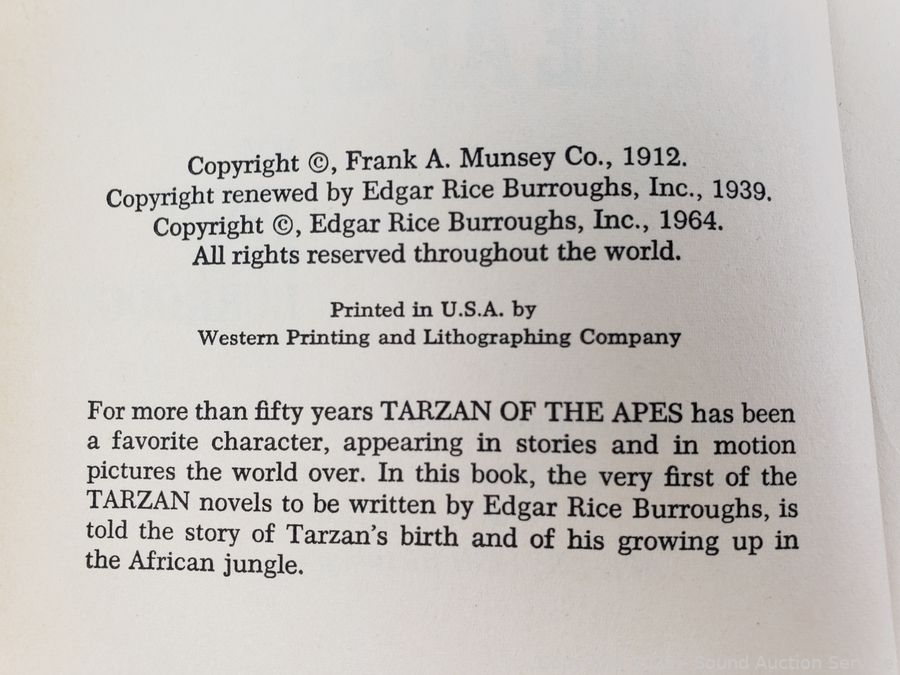 Copyright ©, Frank A. Munsey Co., 1912.
Copyright renewed by Edgar Rice Burroughs, Inc., 1939.
Copyright ©, Edgar Rice Burroughs, Inc., 1964.
All rights reserved throughout the world.
Printed in U.S.A. by
Western Printing and Lithographing Company
For more than fifty years TARZAN OF THE APES has been
a favorite character, appearing in stories and in motion
pictures the world over. In this book, the very first of the
TARZAN novels to be written by Edgar Rice Burroughs, is
told the story of Tarzan's birth and of his growing up in
the African jungle.
Sound Auction Service